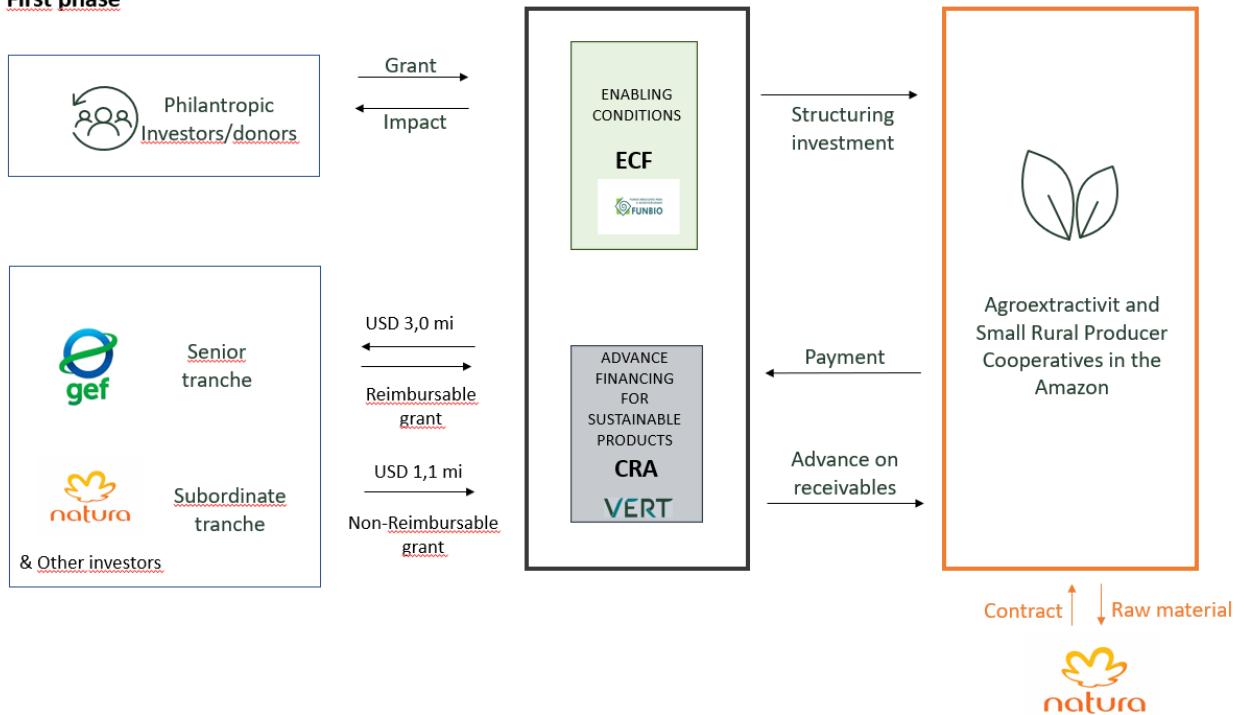 First phase
Philantropic
Investors/donors
Grant
Impact
ENABLING
CONDITIONS
ECF
FUNBIO
Structuring
investment
gef
Senior
tranche
USD 3,0 mi
Reimbursable
grant
natura
Subordinate
tranche
& Other investors
USD 1,1 mi
Non-Reimbursable
grant
ADVANCE
FINANCING
FOR
SUSTAINABLE
PRODUCTS
CRA
VERT
Payment
Advance on
receivables
Agroextractivit and
Small Rural Producer
Cooperatives in the
Amazon
Contract
Raw material
natura